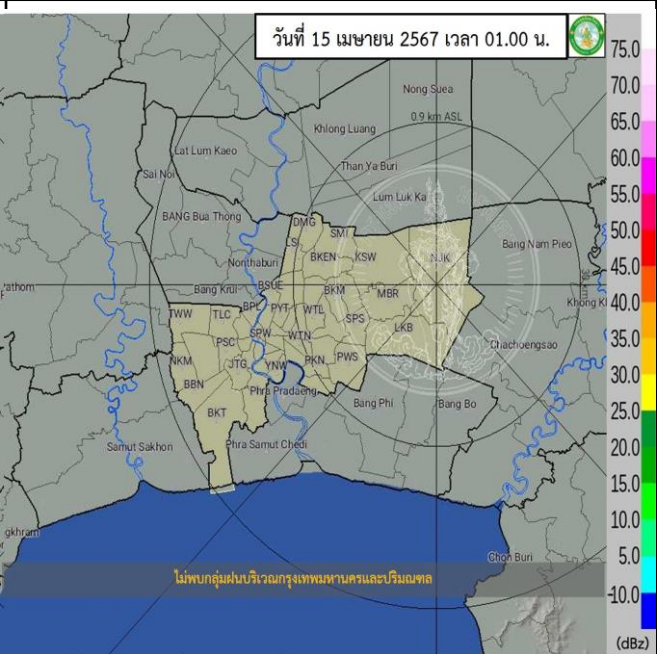 วันที่ 15 เมษายน 2567 เวลา 01.00 น.
75.0
70.0
65.0
60.0
55.0
50.0
45.0
40.0
35.0
30.0
25.0
20.0
15.0
10.0
5.0
-10.0
(dBz)
Nong Suea
0.9 km ASL
Khlong Luang
Lat Lum Kaeo
Than Ya Buri
Sai Noi
Lum Luk Ka
BANG Bua Thong
DMG
SMI
LSI
Bang Nam Pieo
Nonthaburi
BKEN
KSW
NJK
Bang Krui
BSUE
BKM
MBR
BPL
PYT
WTL
TWW
TLC
SPS
LKB
SPW
WTN
Chachoengsao
PSC
NKM
JTG
YNW
PKN
PWS
BBN
Phra Pradaeng
Bang Phi
Bang Bo
BKT
Samut Sakhon
Phra Samut Chedi
gkhram
Chon Buri
ไม่พบกลุ่มฝนบริเวณกรุงเทพมหานครและปริมณฑล